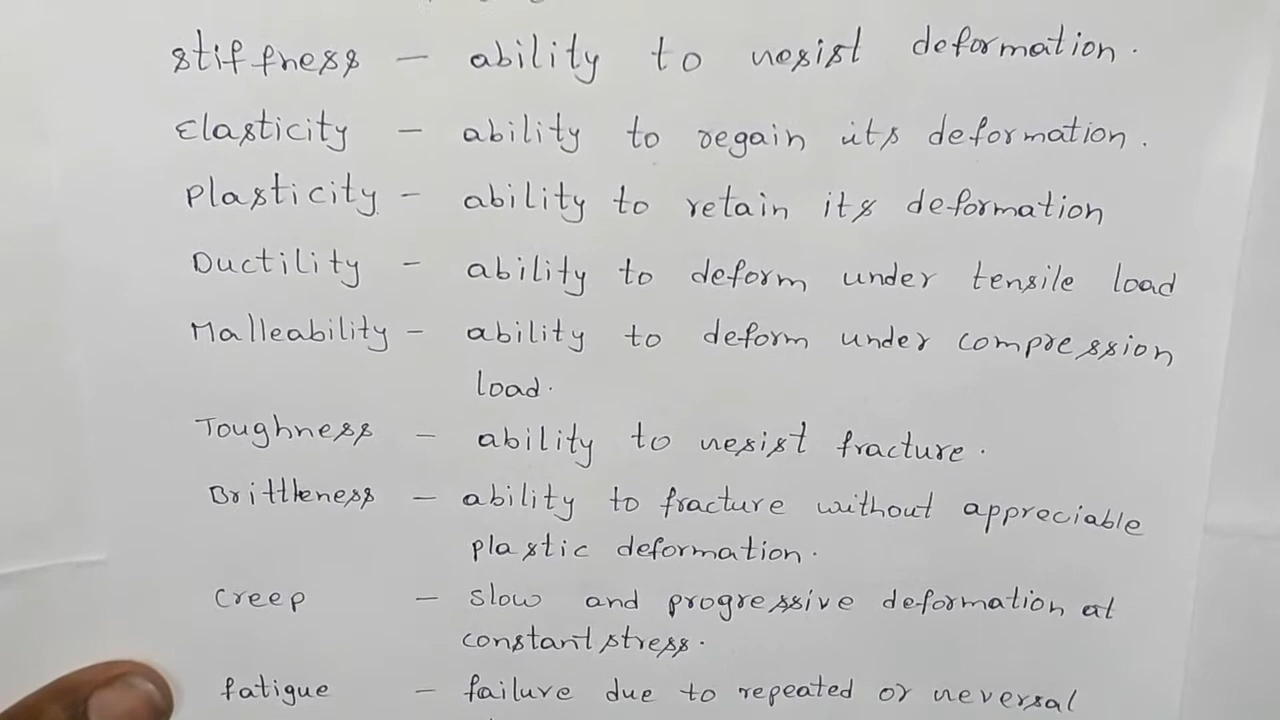 Stiffness - ability to resist deformation.
Elasticity - ability to regain its deformation.
Plasticity - ability to retain its deformation
Ductility - ability to deform under tensile load
Malleability - ability to deform under compression
load.
Toughness - ability to resist fracture.
Brittleness - ability to fracture without appreciable
plastic deformation.
Creep - slow and progressive deformation at
constant stress.
fatigue - failure due to repeated or reversal